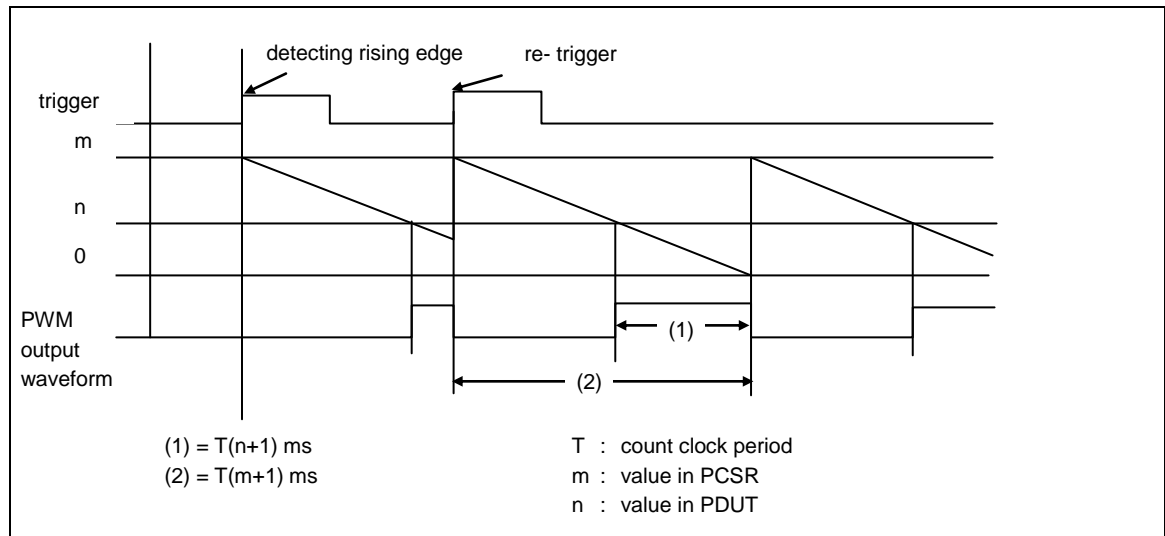 detecting rising edge
re- trigger
trigger
m
n
0
PWM
output
waveform
(1)
(2)
(1) = T(n+1) ms
(2) = T(m+1) ms
T : count clock period
m : value in PCSR
n : value in PDUT